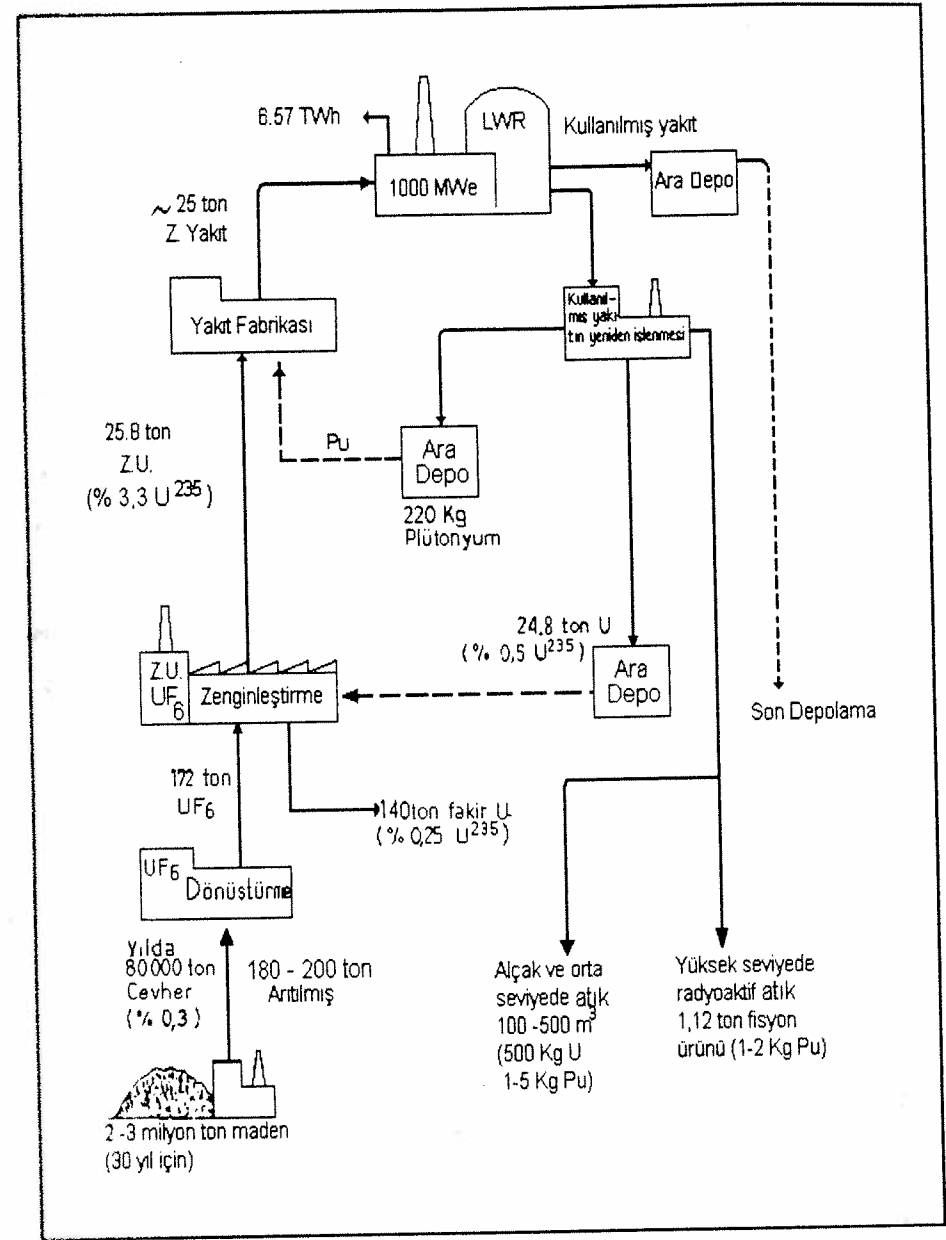 6.57 TWh
LWR
1000 MWe
Kullanılmış yakıt
Ara Depo
~ 25 ton
Z. Yakıt
Yakıt Fabrikası
Kullanıl-
mış yakı-
tın yeniden işlenmesi
25.8 ton
Z.U.
(% 3,3 U235)
Pu
Ara
Depo
220 Kg
Plütonyum
24.8 ton U
(% 0,5 U235)
Ara
Depo
Z.U.
UF6
Zenginleştirme
Son Depolama
172 ton
UF6
140ton fakir U.
(% 0,25 U235)
UF6
Dönüştürme
Yılda
80000 ton
Cevher
(% 0,3)
180 - 200 ton
Arıtılmış
Alçak ve orta
seviyede atık
100 -500 m3
(500 Kg U
1-5 Kg Pu)
Yüksek seviyede
radyoaktif atık
1,12 ton fisyon
ürünü (1-2 Kg Pu)
2 -3 milyon ton maden
(30 yıl için)